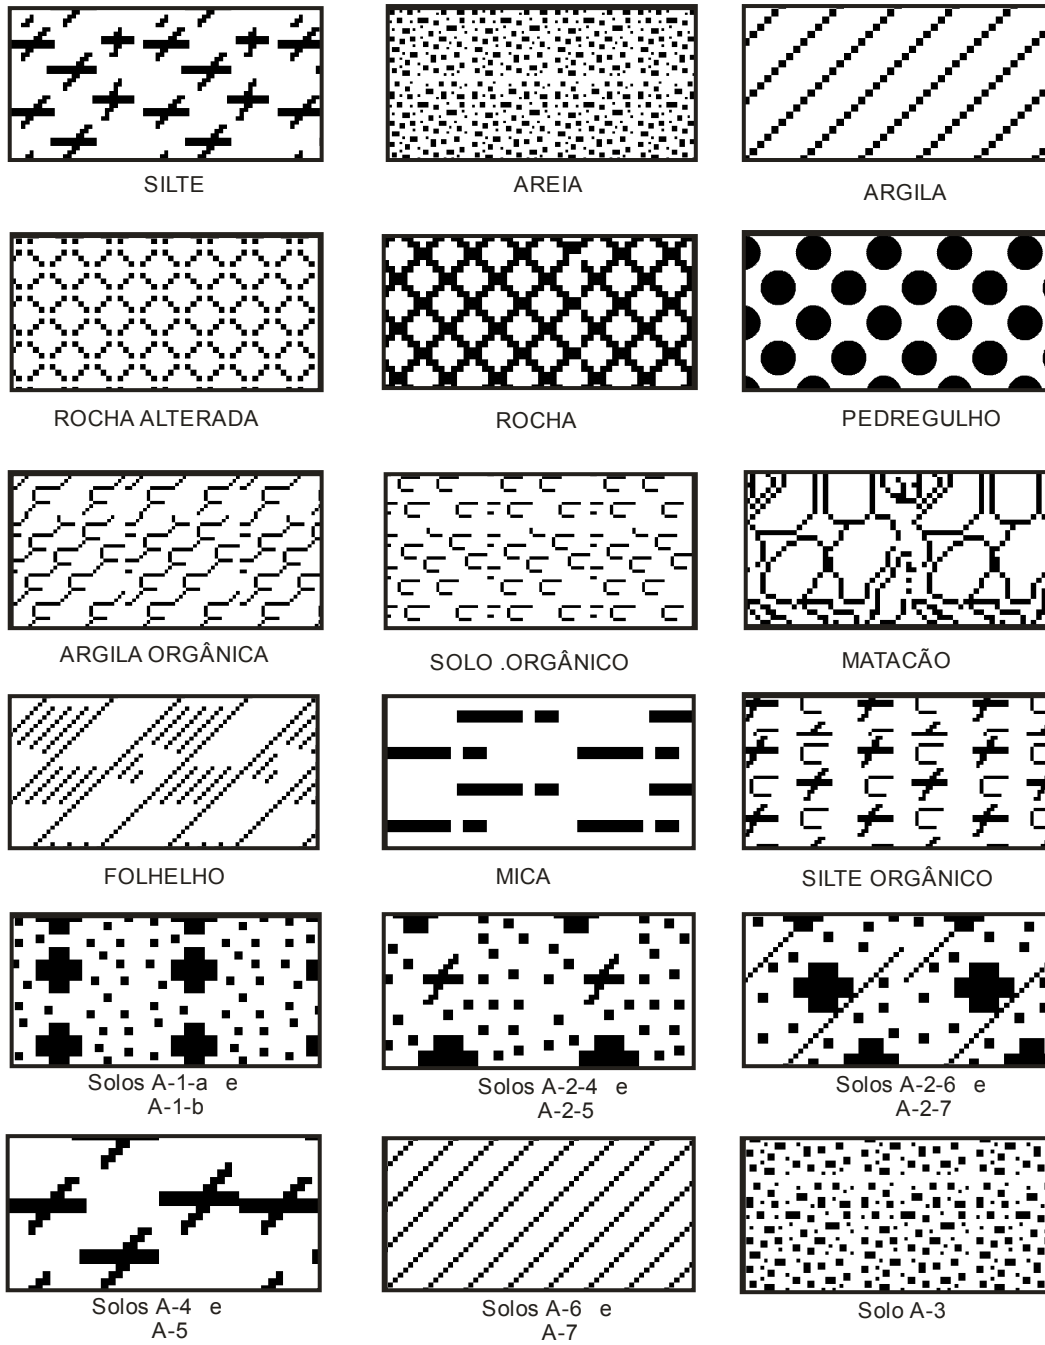 SILTE
AREIA
ARGILA
ROCHA ALTERADA
ROCHA
PEDREGULHO
ARGILA ORGÂNICA
SOLO .ORGÂNICO
MATACÃO
FOLHELHO
MICA
SILTE ORGÂNICO
Solos A-1-a e
A-1-b
Solos A-2-4 e
A-2-5
Solos A-2-6 e
A-2-7
Solos A-4 e
A-5
Solos A-6 e
A-7
Solo A-3